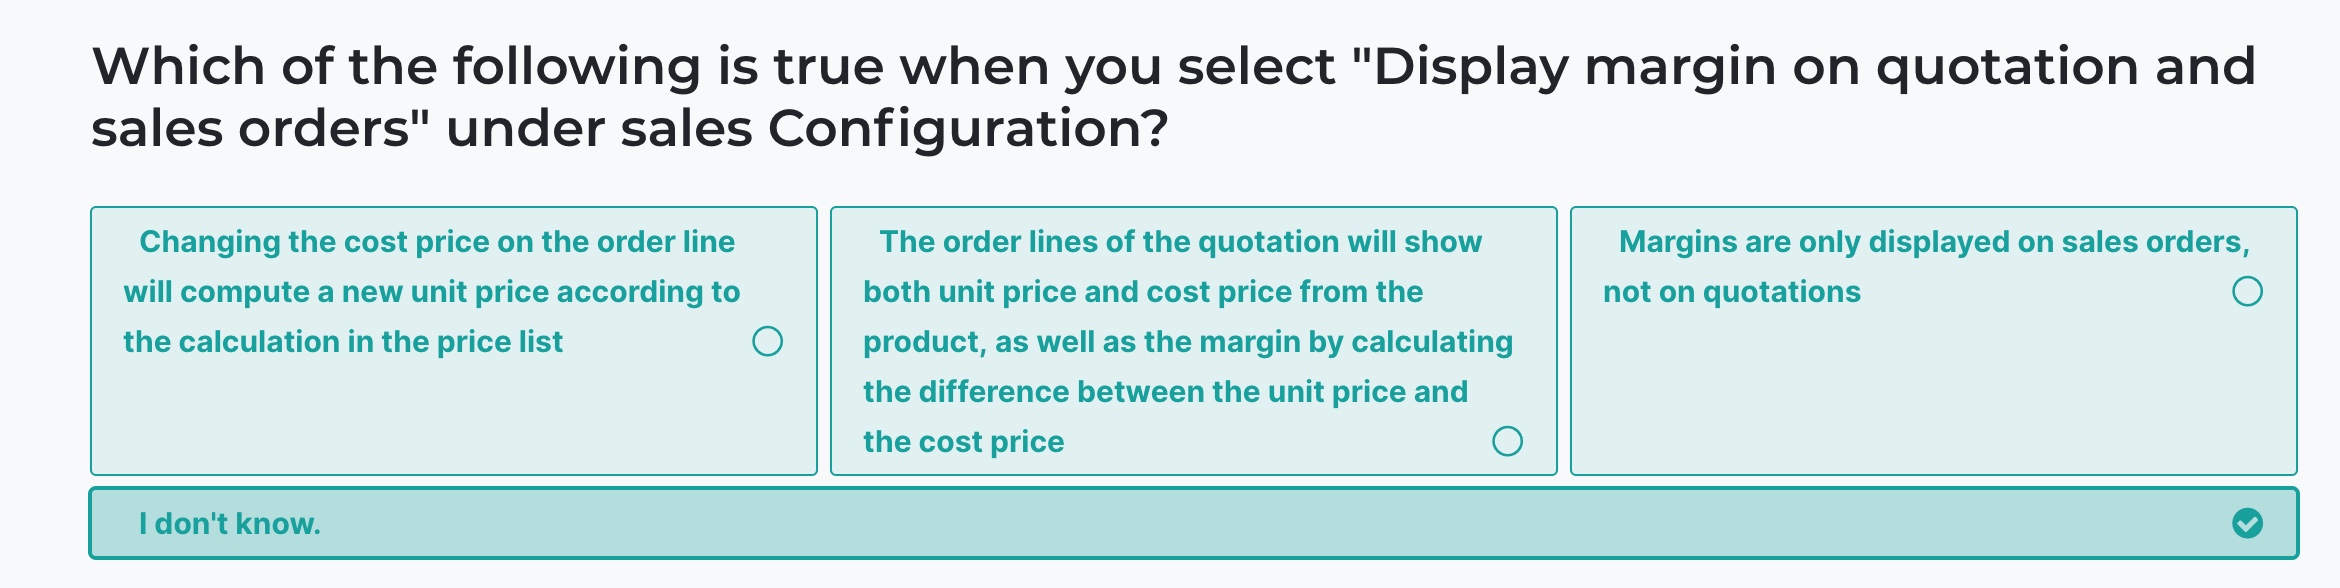 Which of the following is true when you select "Display margin on quotation and
sales orders" under sales Configuration?
Changing the cost price on the order line
will compute a new unit price according to
the calculation in the price list
The order lines of the quotation will show
both unit price and cost price from the
product, as well as the margin by calculating
the difference between the unit price and
the cost price
Margins are only displayed on sales orders,
not on quotations
I don't know.